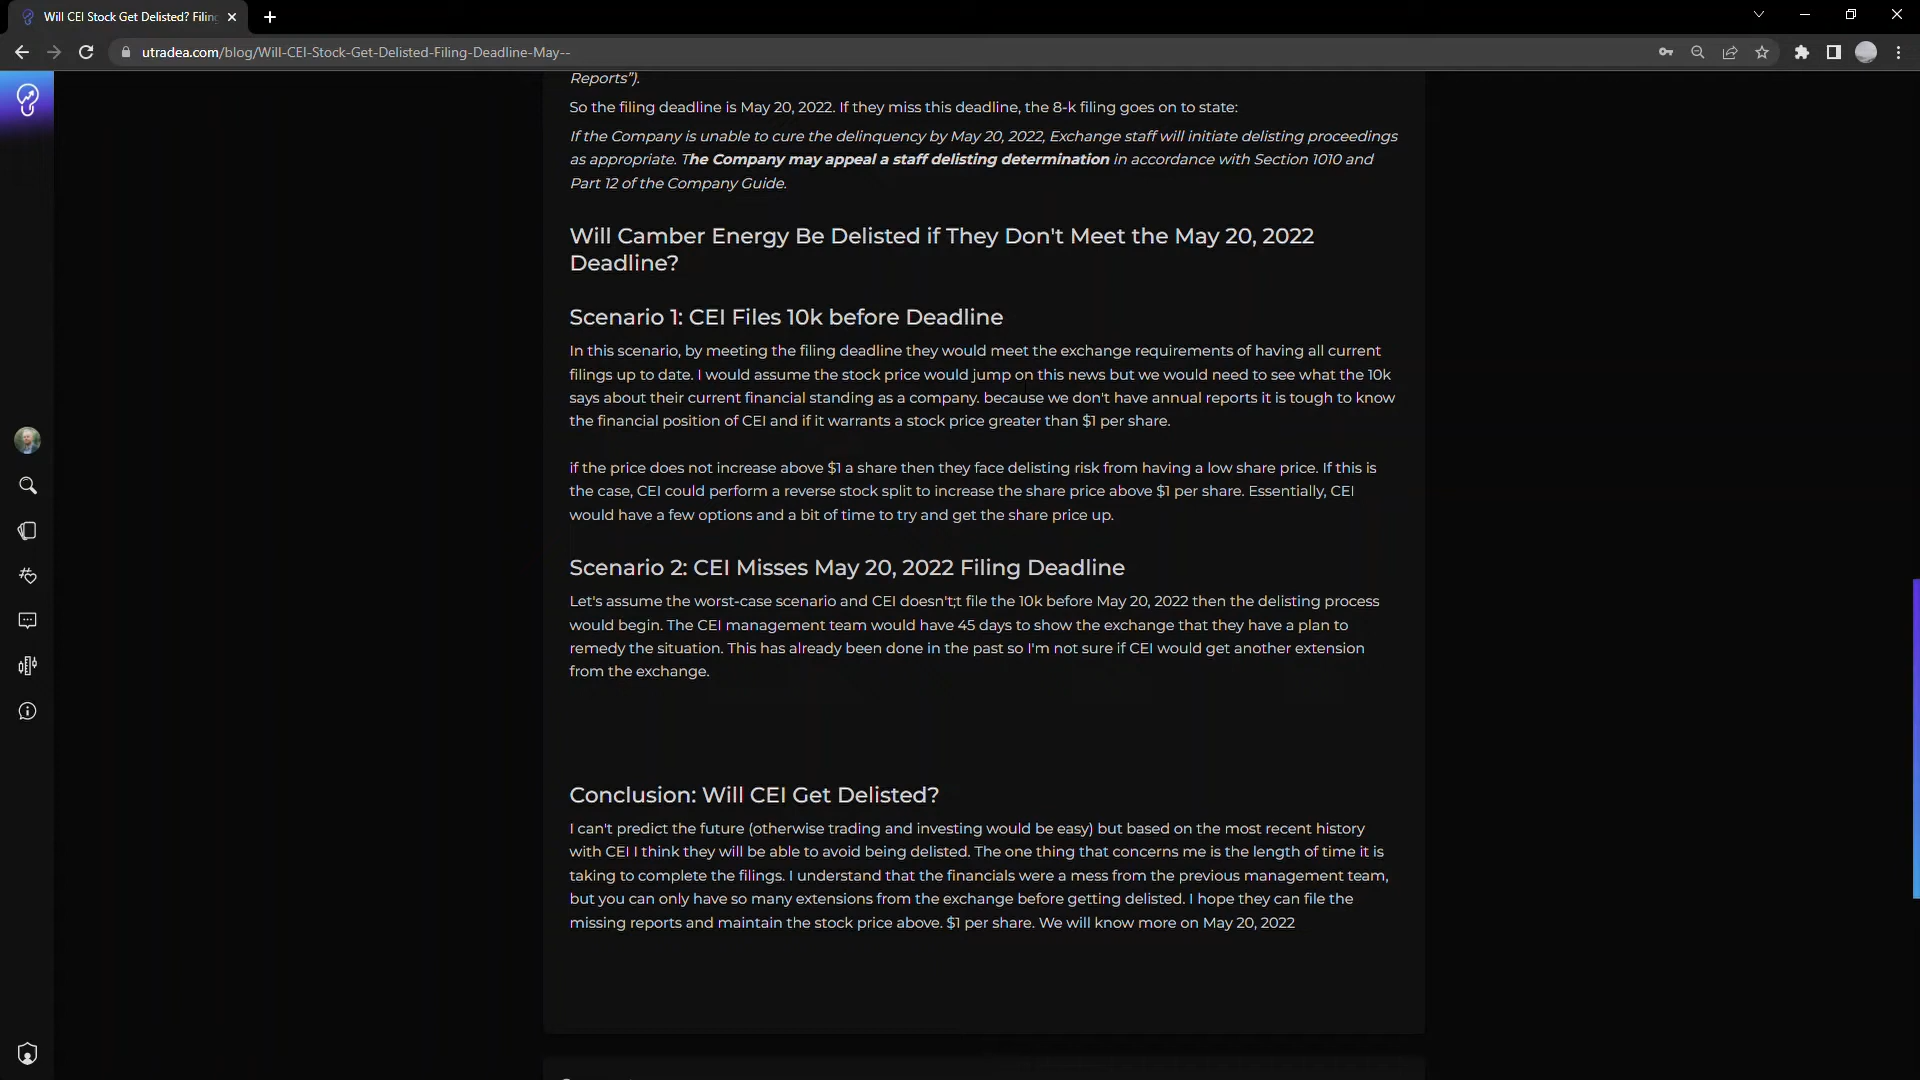 Will CEI Stock Get Delisted? Filin
utradea.com/blog/Will-CEI-Stock-Get-Delisted-Filing-Deadline-May--
Reports").
So the filing deadline is May 20, 2022. If they miss this deadline, the 8-k filing goes on to state:
If the Company is unable to cure the delinquency by May 20, 2022, Exchange staff will initiate delisting proceedings
as appropriate. The Company may appeal a staff delisting determination in accordance with Section 1010 and
Part 12 of the Company Guide.
Will Camber Energy Be Delisted if They Don't Meet the May 20, 2022
Deadline?
Scenario 1: CEI Files 10k before Deadline
In this scenario, by meeting the filing deadline they would meet the exchange requirements of having all current
filings up to date. I would assume the stock price would jump on this news but we would need to see what the 10k
says about their current financial standing as a company. because we don't have annual reports it is tough to know
the financial position of CEI and if it warrants a stock price greater than $1 per share.
if the price does not increase above $1 a share then they face delisting risk from having a low share price. If this is
the case, CEI could perform a reverse stock split to increase the share price above $1 per share. Essentially, CEI
would have a few options and a bit of time to try and get the share price up.
Scenario 2: CEI Misses May 20, 2022 Filing Deadline
Let's assume the worst-case scenario and CEI doesn't;t file the 10k before May 20, 2022 then the delisting process
would begin. The CEI management team would have 45 days to show the exchange that they have a plan to
remedy the situation. This has already been done in the past so I'm not sure if CEI would get another extension
from the exchange.
Conclusion: Will CEI Get Delisted?
I can't predict the future (otherwise trading and investing would be easy) but based on the most recent history
with CEI I think they will be able to avoid being delisted. The one thing that concerns me is the length of time it is
taking to complete the filings. I understand that the financials were a mess from the previous management team,
but you can only have so many extensions from the exchange before getting delisted. I hope they can file the
missing reports and maintain the stock price above. $1 per share. We will know more on May 20, 2022